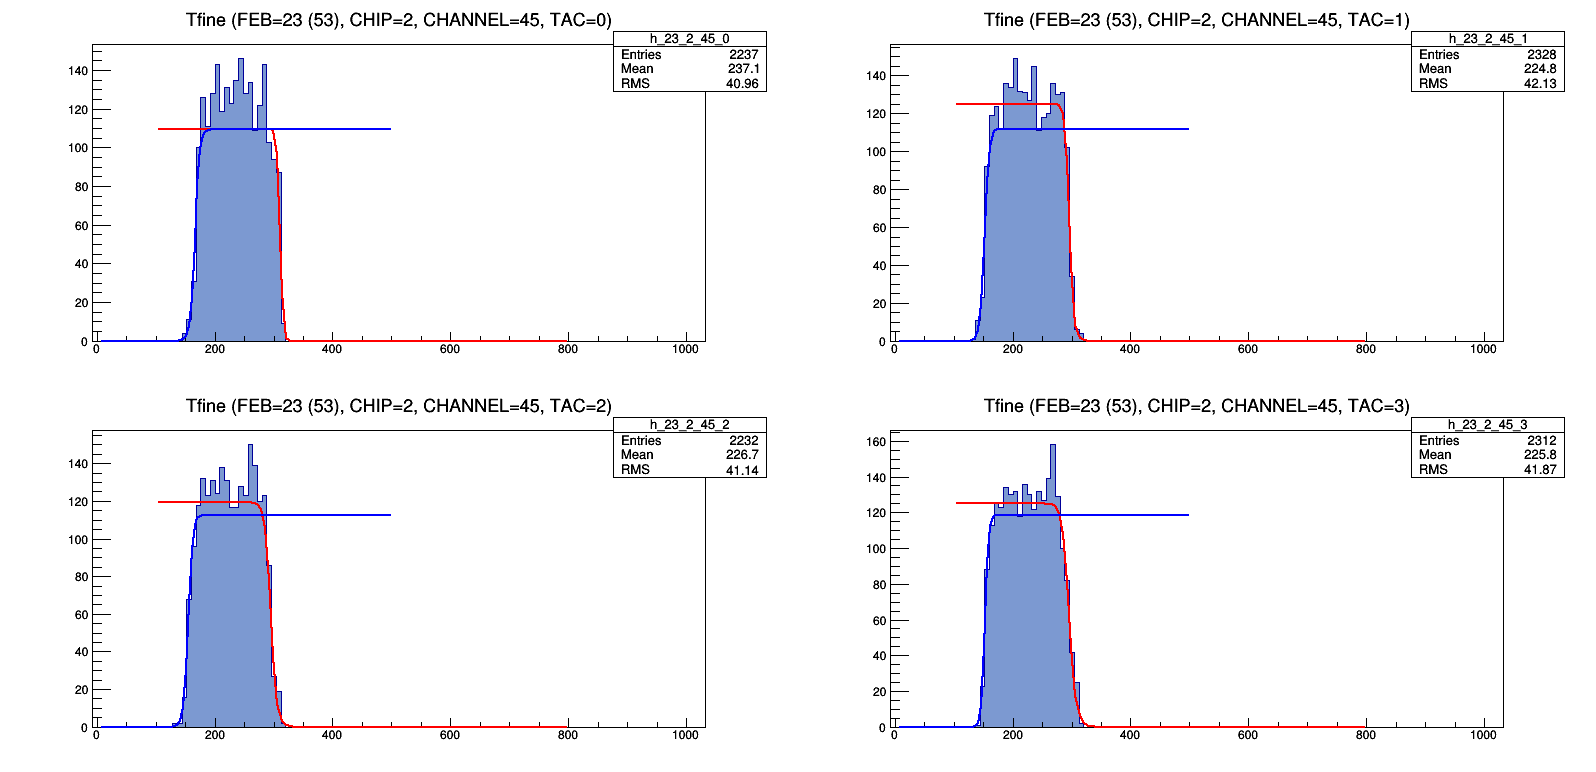 Tfine (FEB=23 (53), CHIP=2, CHANNEL=45, TAC=0)
h_23_2_45_0
Entries 2237
Mean 237.1
RMS 40.96
140
120
100
80
60
40
20
0
0 200 400 600 800 1000
Tfine (FEB=23 (53), CHIP=2, CHANNEL=45, TAC=1)
h_23_2_45_1
Entries 2328
Mean 224.8
RMS 42.13
140
120
100
80
60
40
20
0
0 200 400 600 800 1000
Tfine (FEB=23 (53), CHIP=2, CHANNEL=45, TAC=2)
h_23_2_45_2
Entries 2232
Mean 226.7
RMS 41.14
140
120
100
80
60
40
20
0
0 200 400 600 800 1000
Tfine (FEB=23 (53), CHIP=2, CHANNEL=45, TAC=3)
h_23_2_45_3
Entries 2312
Mean 225.8
RMS 41.87
160
140
120
100
80
60
40
20
0
0 200 400 600 800 1000